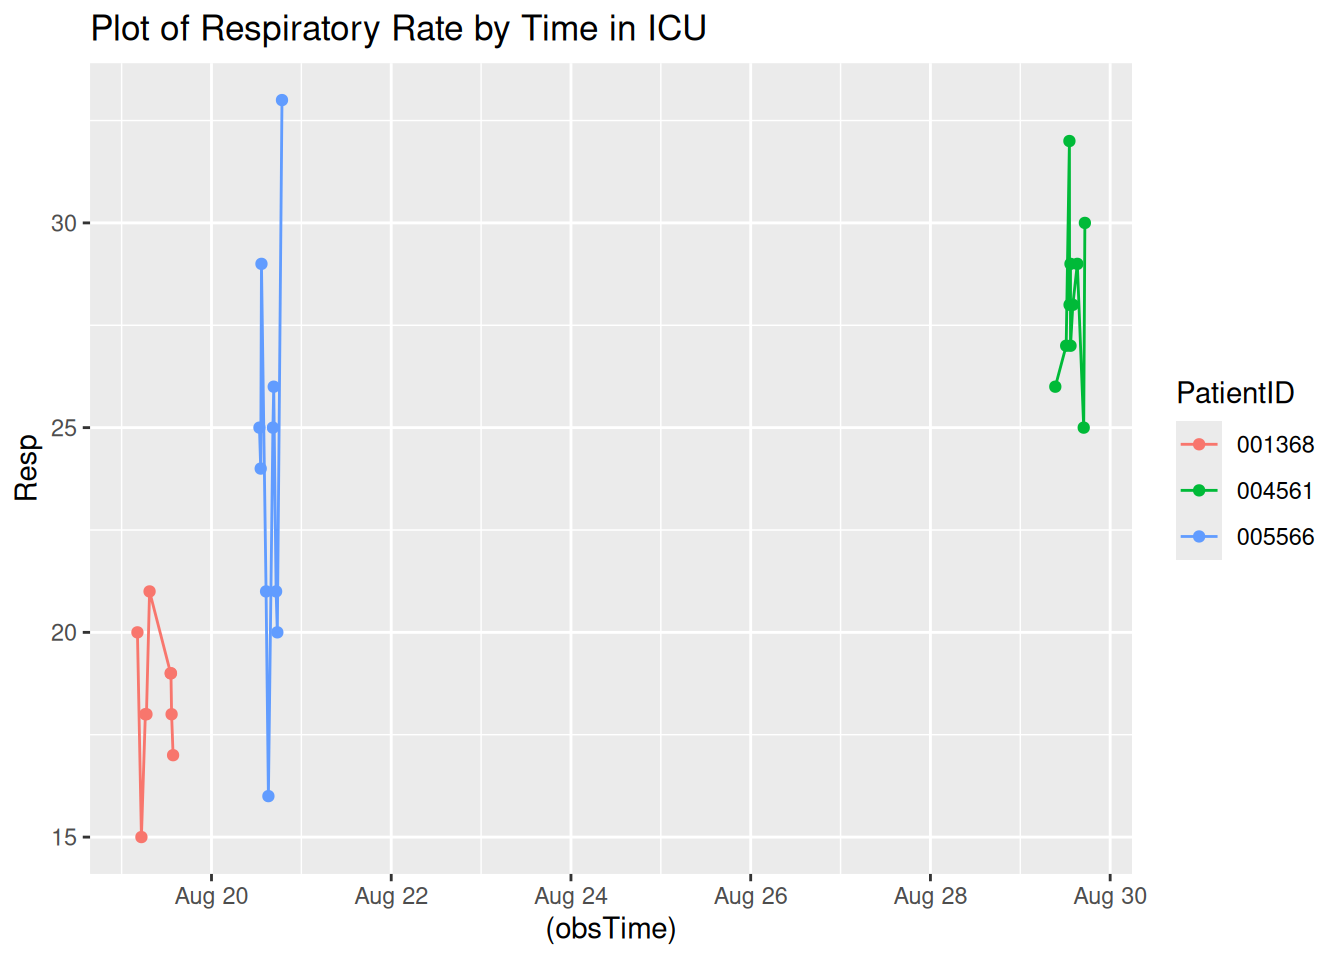 Plot of Respiratory Rate by Time in ICU
Resp
30
25
20
15
Aug 20 Aug 22 Aug 24 Aug 26 Aug 28 Aug 30
(obsTime)
PatientID
001368
004561
005566